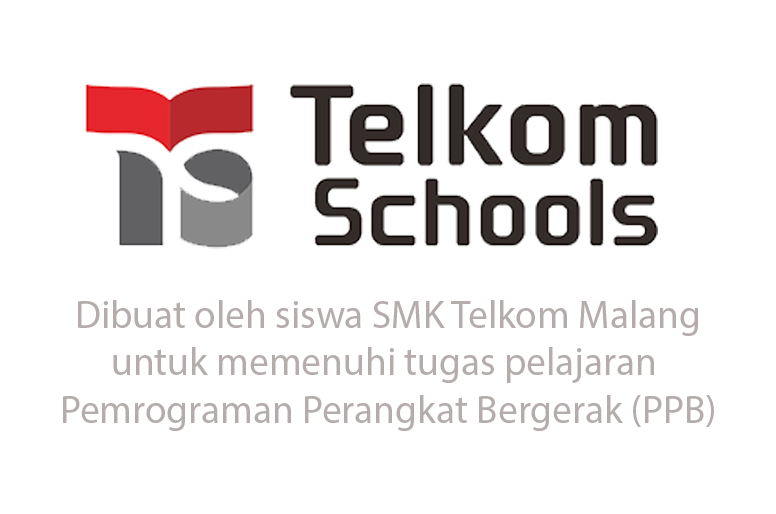 Telkom
Schools
Dibuat oleh siswa SMK Telkom Malang
untuk memenuhi tugas pelajaran
Pemrograman Perangkat Bergerak (PPB)